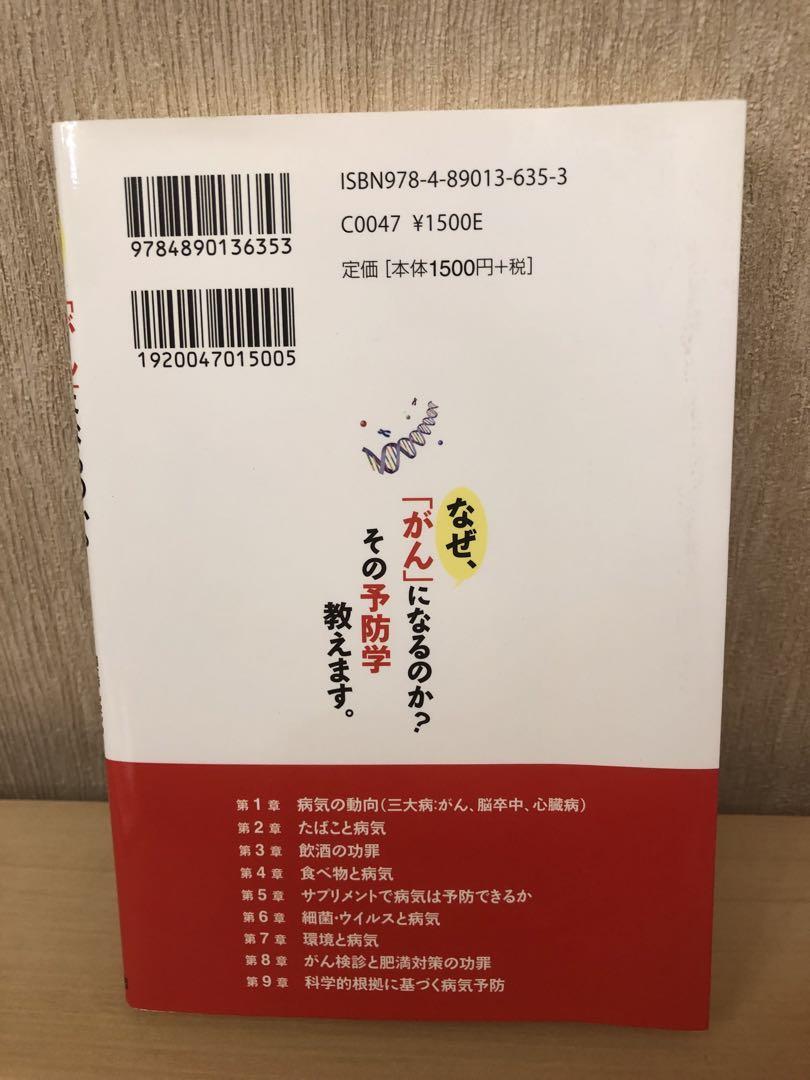 ISBN978-4-89013-635-3
9784890136353
C0047 ¥1500E
定価[本体1500円+税]
1920047015005
なぜ、
「がん」になるのか?
その予防学
教えます。
第1章 病気の動向(三大病:がん、脳卒中、心臓病)
第2章 たばこと病気
第3章 飲酒の功罪
第4章 食べ物と病気
第5章 サプリメントで病気は予防できるか
第6章 細菌・ウイルスと病気
第7章 環境と病気
第8章 がん検診と肥満対策の功罪
第9章 科学的根拠に基づく病気予防